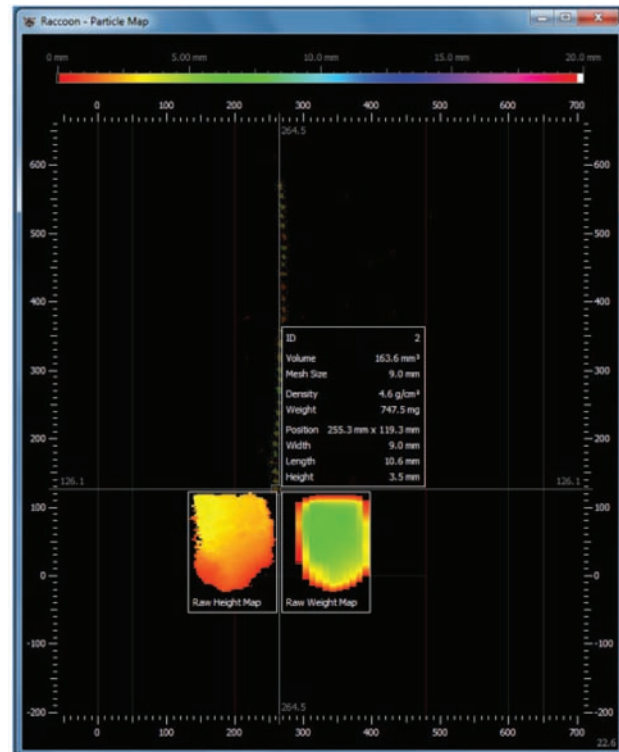 Raccoon - Particle Map
0 mm 5.00 mm 10.0 mm 15.0 mm 20.0 mm
0 100 200 300 400 500 600 700
264.5
600 600
500 500
400 400
300 300
200 200
ID 2
Volume 163.6 mm³
Mesh Size 9.0 mm
Density 4.6 g/cm³
Weight 747.5 mg
Position 255.3 mm x 119.3 mm
Width 9.0 mm
Length 10.6 mm
Height 3.5 mm
126.1 126.1
100 100
0 0
Raw Height Map Raw Weight Map
-100 -100
-200 -200
264.5
0 100 200 300 400 500 600 700
22.6